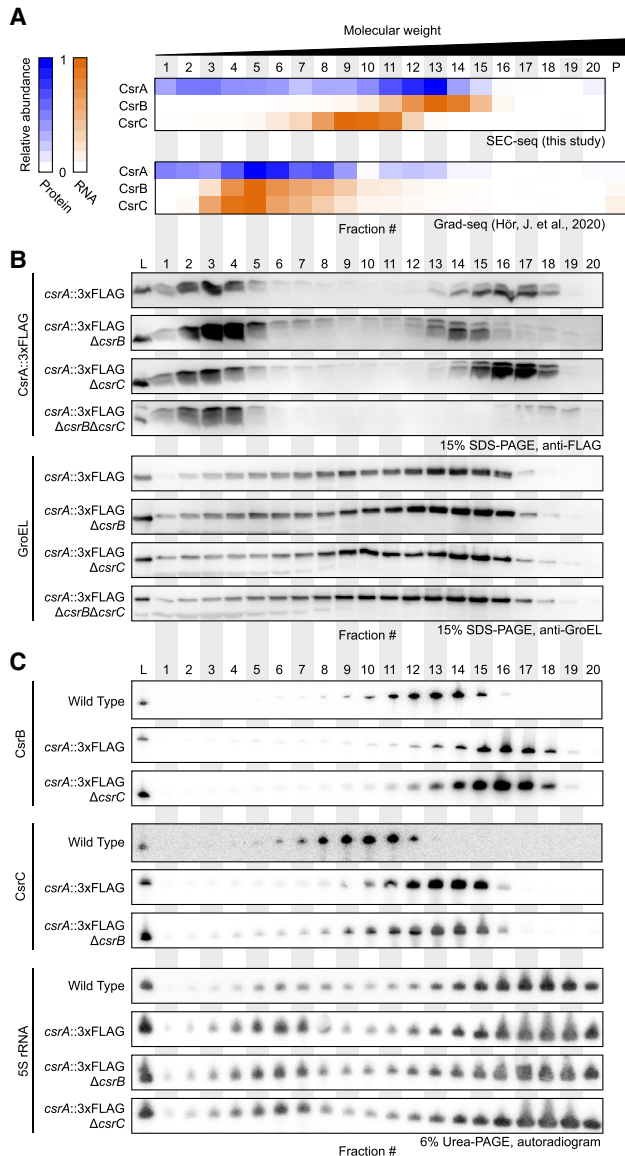 A
Molecular weight
1 2 3 4 5 6 7 8 9 10 11 12 13 14 15 16 17 18 19 20 P
Relative abundance
1
0
Protein
RNA
CsrA
CsrB
CsrC
SEC-seq (this study)
CsrA
CsrB
CsrC
Fraction #
Grad-seq (Hör, J. et al., 2020)
B
L 1 2 3 4 5 6 7 8 9 10 11 12 13 14 15 16 17 18 19 20
CsrA::3xFLAG
csrA::3xFLAG
csrA::3xFLAG
ΔcsrB
csrA::3xFLAG
ΔcsrC
csrA::3xFLAG
ΔcsrBΔcsrC
15% SDS-PAGE, anti-FLAG
GroEL
csrA::3xFLAG
csrA::3xFLAG
ΔcsrB
csrA::3xFLAG
ΔcsrC
csrA::3xFLAG
ΔcsrBΔcsrC
Fraction #
15% SDS-PAGE, anti-GroEL
C
L 1 2 3 4 5 6 7 8 9 10 11 12 13 14 15 16 17 18 19 20
CsrB
Wild Type
csrA::3xFLAG
csrA::3xFLAG
ΔcsrC
CsrC
Wild Type
csrA::3xFLAG
csrA::3xFLAG
ΔcsrB
5S rRNA
Wild Type
csrA::3xFLAG
csrA::3xFLAG
ΔcsrB
csrA::3xFLAG
ΔcsrC
6% Urea-PAGE, autoradiogram
Fraction #